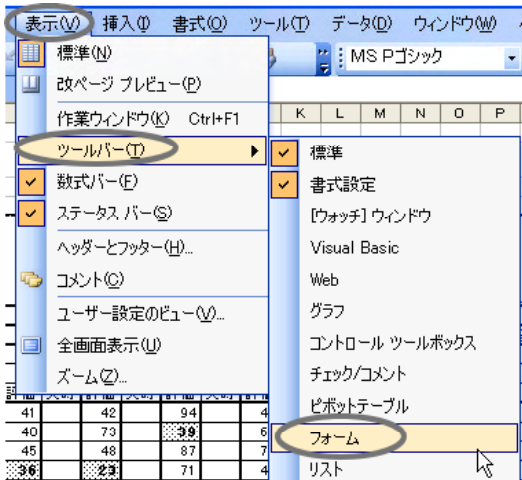 表示(V) 挿入(I) 書式(O) ツール(T) データ(D) ウィンドウ(W)
MS Pゴシック
標準(N)
改ページ プレビュー(P)
作業ウィンドウ(K) Ctrl+F1
ツールバー(T)
数式バー(F)
ステータス バー(S)
ヘッダーとフッター(H)...
コメント(C)
ユーザー設定のビュー(V)...
全画面表示(U)
ズーム(Z)...
K L M N O P
標準
書式設定
[ウォッチ] ウィンドウ
Visual Basic
Web
グラフ
コントロール ツールボックス
チェック/コメント
ピボットテーブル
フォーム
リスト
41 42 94 4
40 73 39 6
45 48 87 7
36 23 71 4